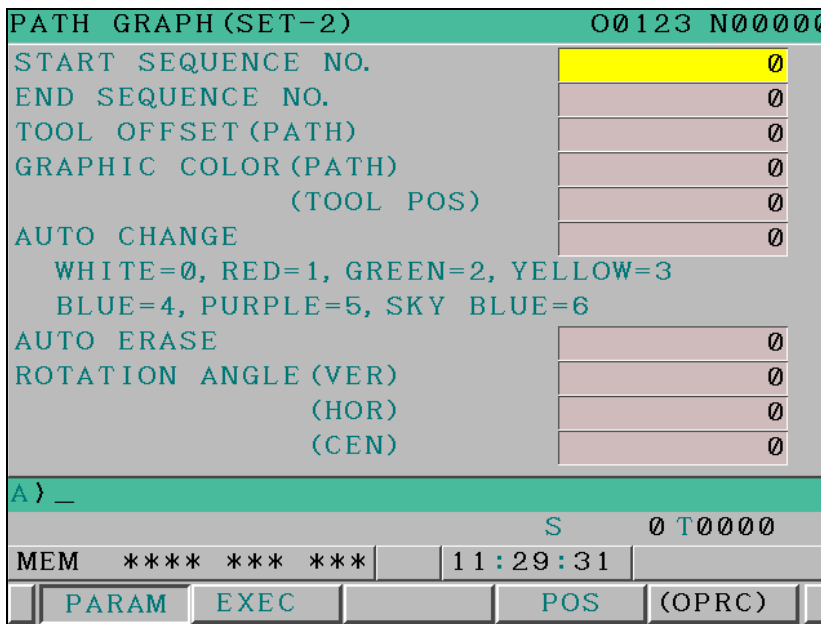 PATH GRAPH(SET-2) O0123 N00000
START SEQUENCE NO. 0
END SEQUENCE NO. 0
TOOL OFFSET(PATH) 0
GRAPHIC COLOR(PATH) 0
(TOOL POS) 0
AUTO CHANGE 0
WHITE=0, RED=1, GREEN=2, YELLOW=3
BLUE=4, PURPLE=5, SKY BLUE=6
AUTO ERASE 0
ROTATION ANGLE(VER) 0
(HOR) 0
(CEN) 0
A)_
S 0 T0000
MEM **** *** *** 11:29:31
PARAM EXEC POS (OPRC)